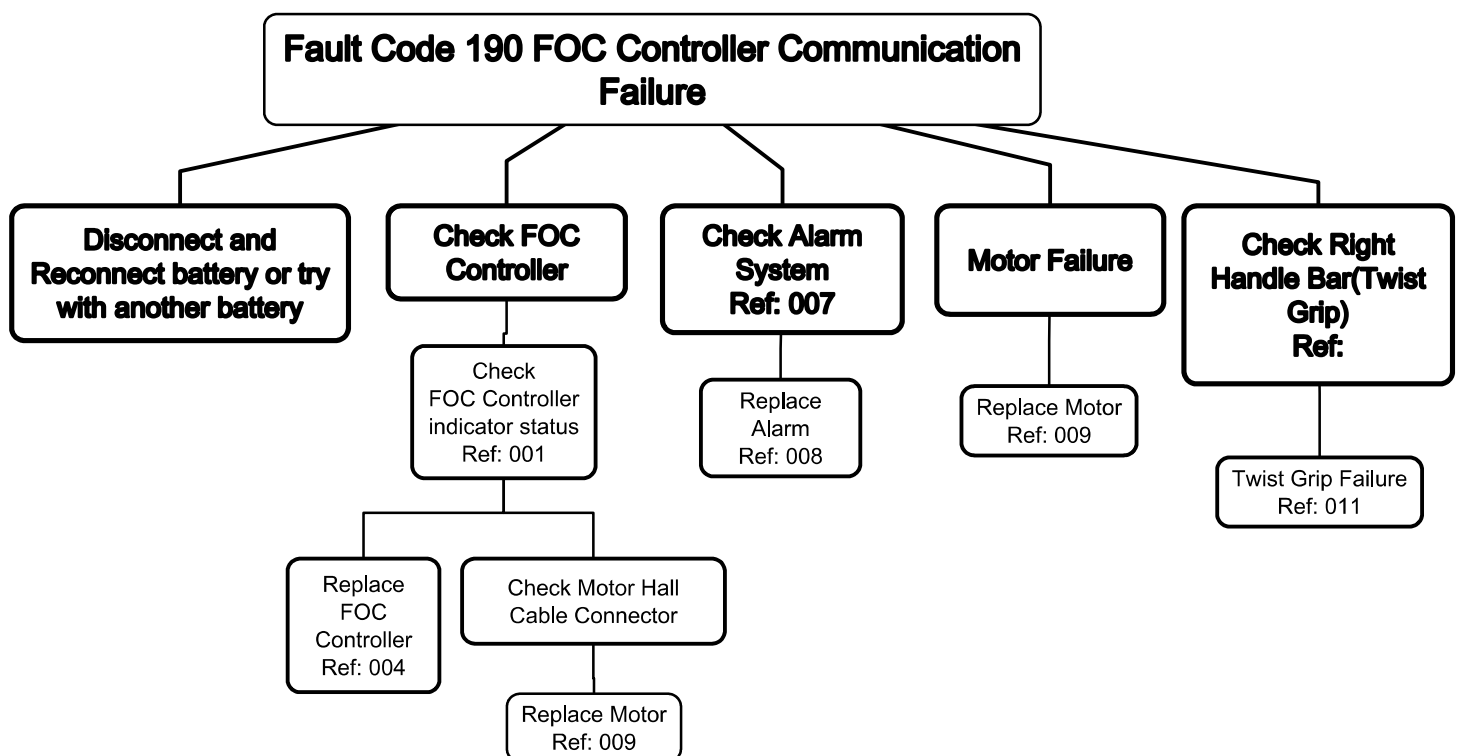 Fault Code 190 FOC Controller Communication
Failure
Disconnect and
Reconnect battery or try
with another battery
Check FOC
Controller
Check Alarm
System
Ref: 007
Motor Failure
Check Right
Handle Bar(Twist
Grip)
Ref:
Check
FOC Controller
indicator status
Ref: 001
Replace
Alarm
Ref: 008
Replace Motor
Ref: 009
Twist Grip Failure
Ref: 011
Replace
FOC
Controller
Ref: 004
Check Motor Hall
Cable Connector
Replace Motor
Ref: 009